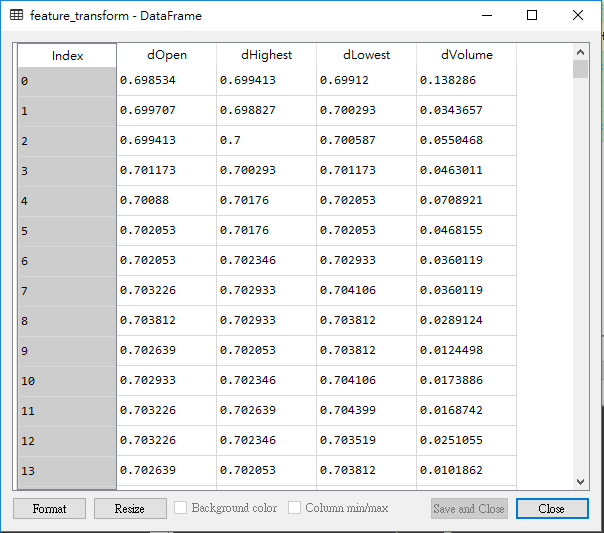 feature_transform - DataFrame
Index dOpen dHighest dLowest dVolume
0 0.698534 0.699413 0.69912 0.138286
1 0.699707 0.698827 0.700293 0.0343657
2 0.699413 0.7 0.700587 0.0550468
3 0.701173 0.700293 0.701173 0.0463011
4 0.70088 0.70176 0.702053 0.0708921
5 0.702053 0.70176 0.702053 0.0468155
6 0.702053 0.702346 0.702933 0.0360119
7 0.703226 0.702933 0.704106 0.0360119
8 0.703812 0.702933 0.703812 0.0289124
9 0.702639 0.702053 0.703812 0.0124498
10 0.702933 0.702346 0.704106 0.0173886
11 0.703226 0.702639 0.704399 0.0168742
12 0.703226 0.702346 0.703519 0.0251055
13 0.702639 0.702053 0.703812 0.0101862
Format Resize Background color Column min/max Save and Close Close